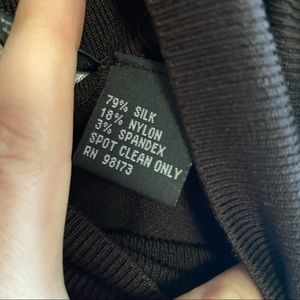 79% SILK
18% NYLON
3% SPANDEX
SPOT CLEAN ONLY
RN 98173